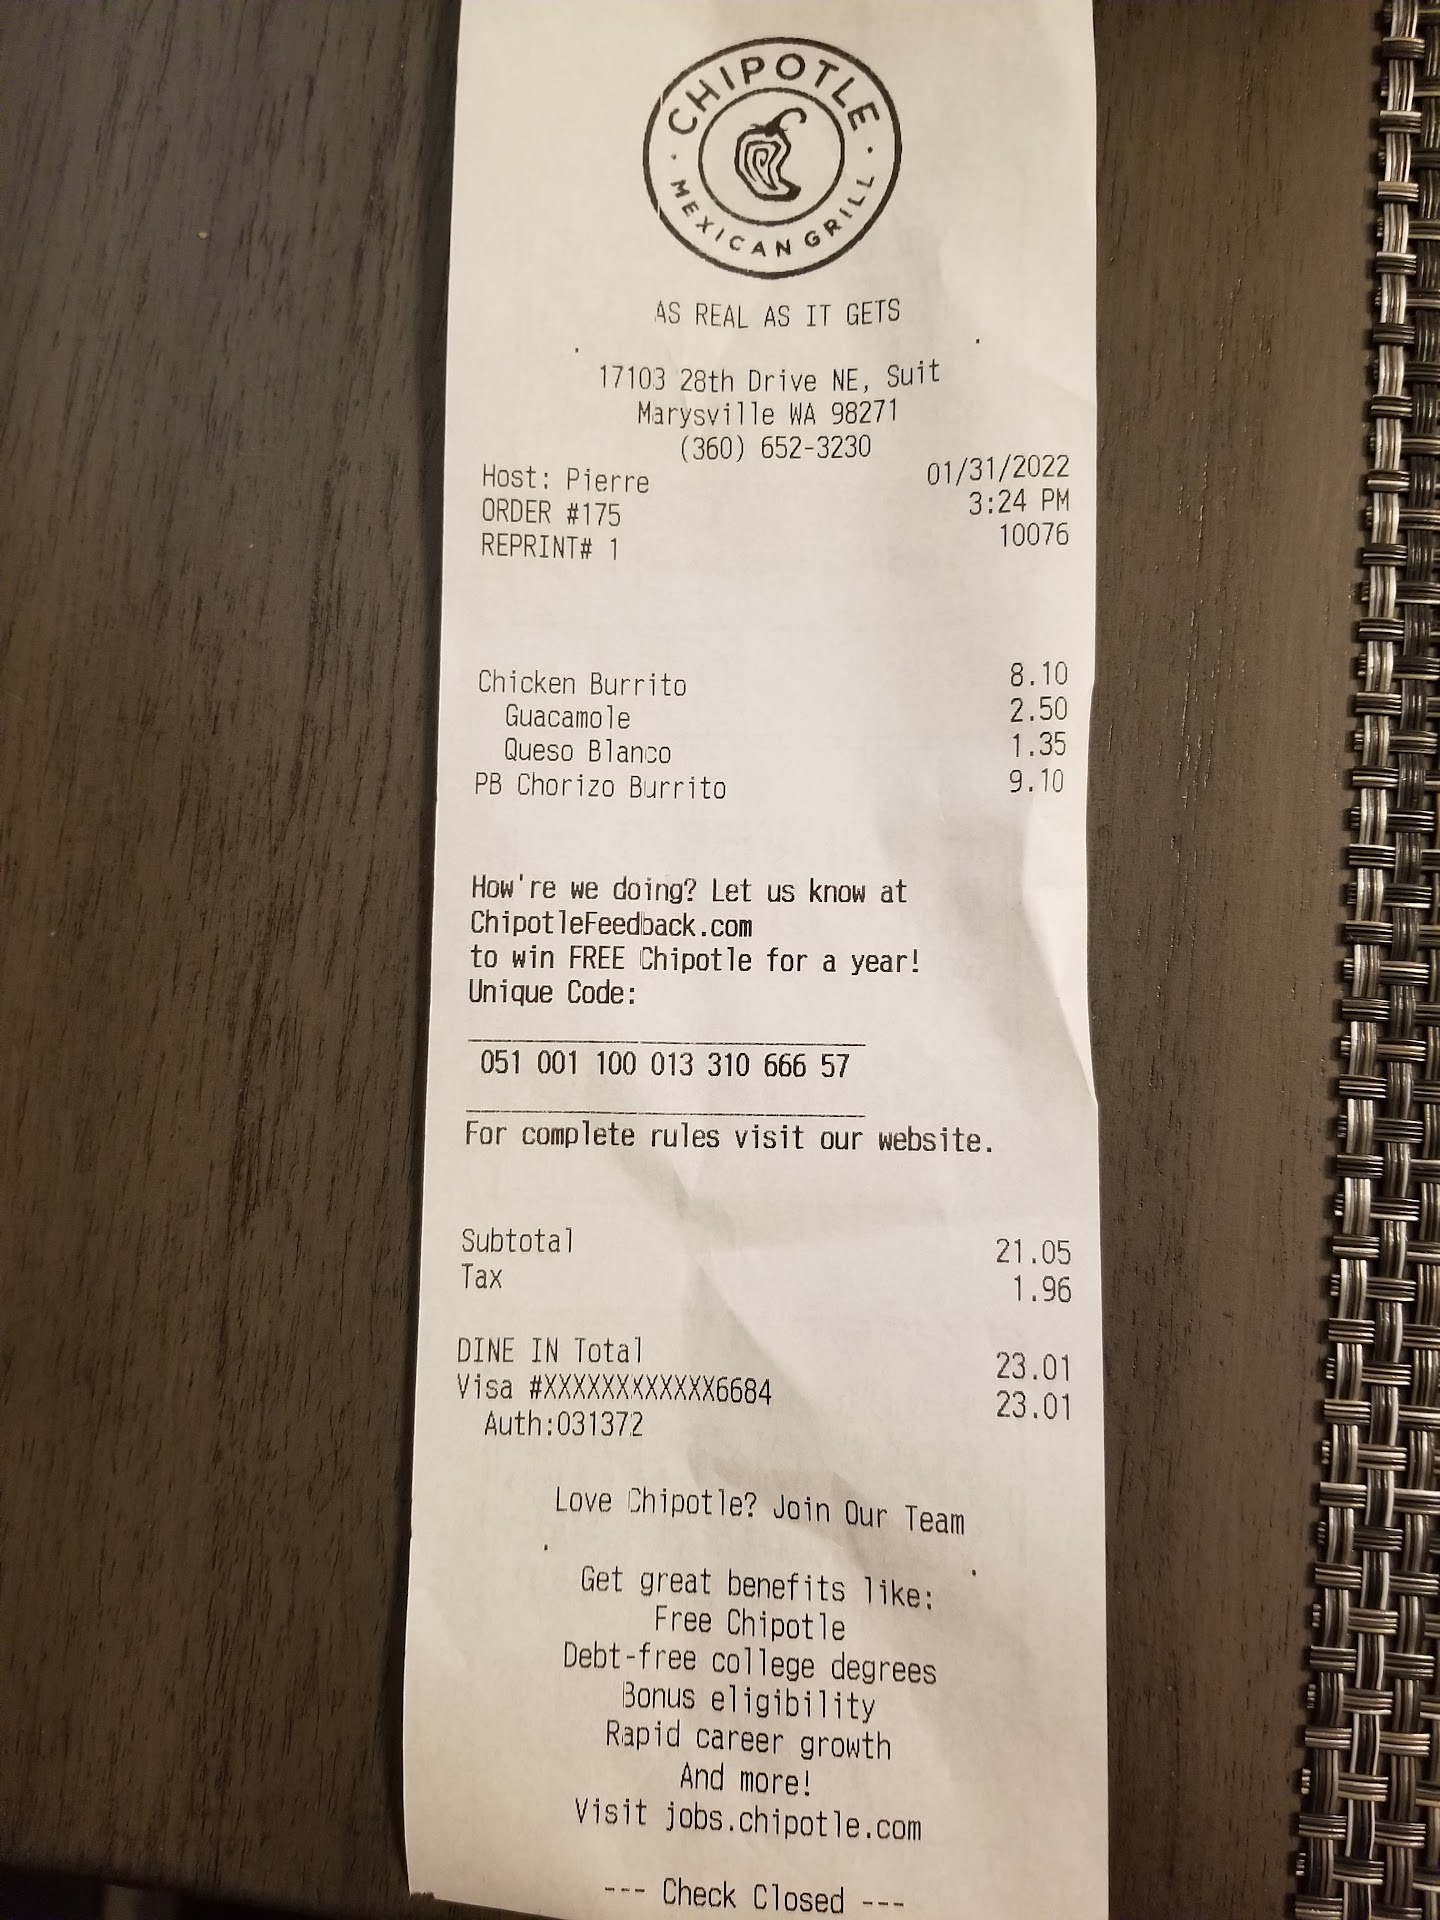 CHIPOTLE
MEXICAN GRILL
AS REAL AS IT GETS
17103 28th Drive NE, Suit
Marysville WA 98271
(360) 652-3230
Host: Pierre 01/31/2022
ORDER #175 3:24 PM
REPRINT# 1 10076
Chicken Burrito 8.10
Guacamole 2.50
Queso Blanco 1.35
PB Chorizo Burrito 9.10
How're we doing? Let us know at
ChipotleFeedback.com
to win FREE Chipotle for a year!
Unique Code:
051 001 100 013 310 666 57
For complete rules visit our website.
Subtotal 21.05
Tax 1.96
DINE IN Total 23.01
Visa #XXXXXXXXXXXX6684 23.01
Auth:031372
Love Chipotle? Join Our Team
Get great benefits like:
Free Chipotle
Debt-free college degrees
Bonus eligibility
Rapid career growth
And more!
Visit jobs.chipotle.com
--- Check Closed ---